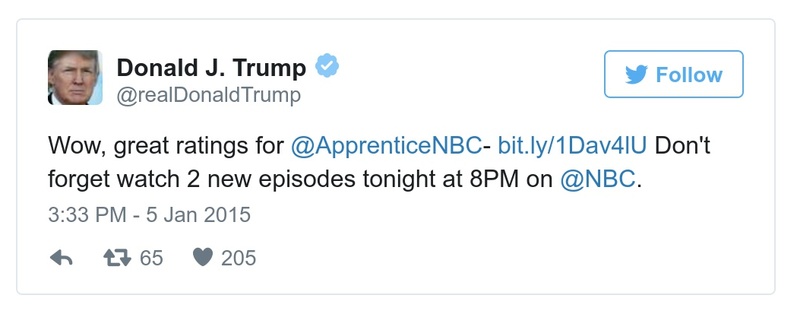 Donald J. Trump
@realDonaldTrump
Follow
Wow, great ratings for @ApprenticeNBC- bit.ly/1Dav4lU Don't
forget watch 2 new episodes tonight at 8PM on @NBC.
3:33 PM - 5 Jan 2015
65 205